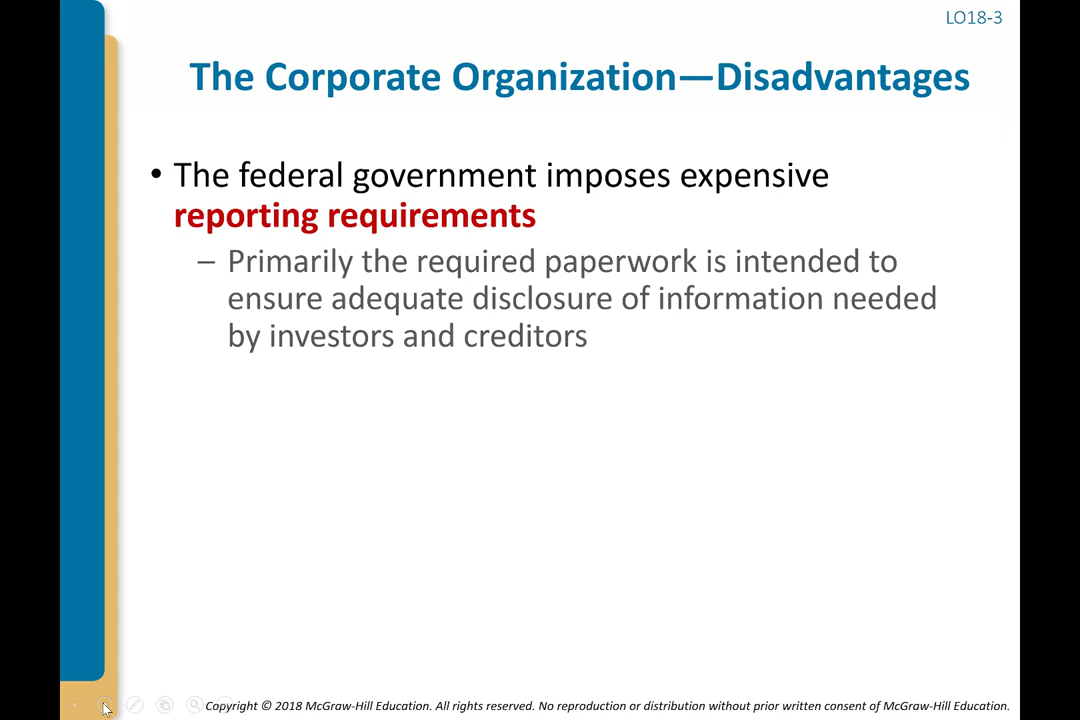 LO18-3
The Corporate Organization—Disadvantages
• The federal government imposes expensive
reporting requirements
– Primarily the required paperwork is intended to
ensure adequate disclosure of information needed
by investors and creditors
Copyright © 2018 McGraw-Hill Education. All rights reserved. No reproduction or distribution without prior written consent of McGraw-Hill Education.